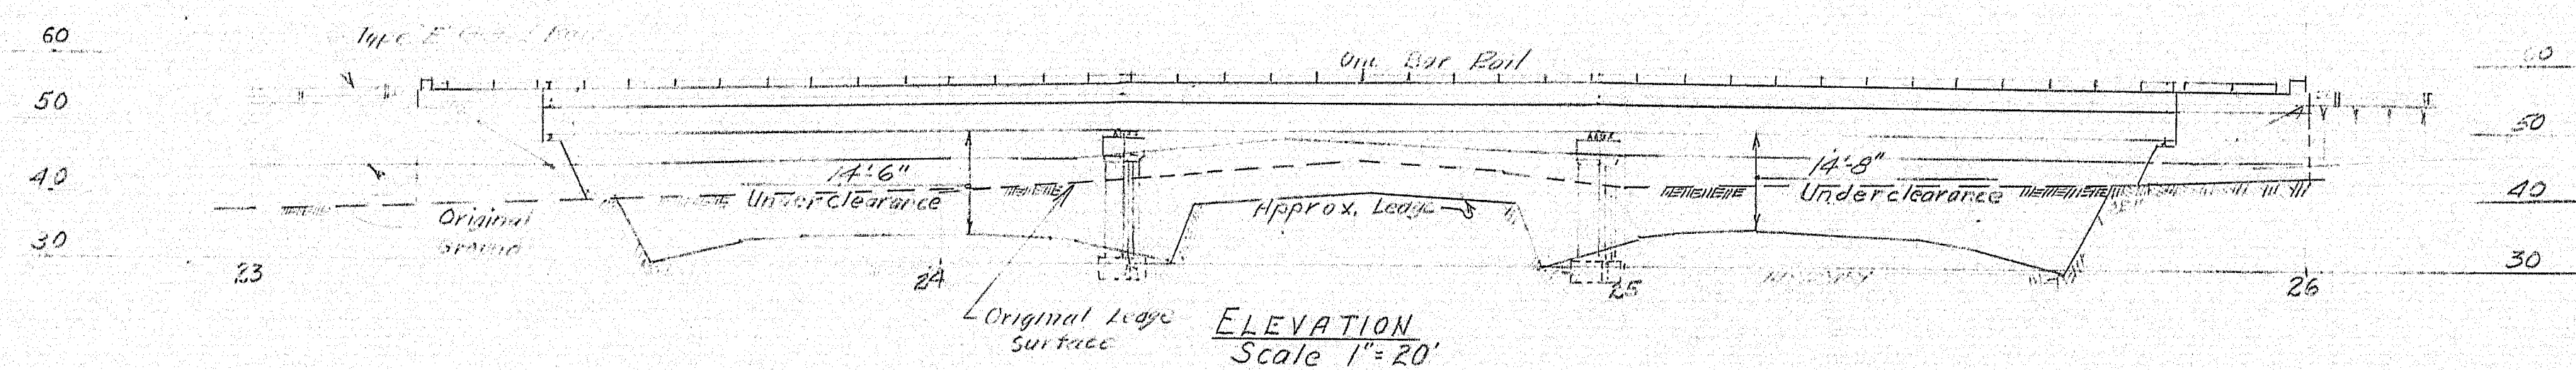 60
Type
One Bar Rail
60
50
50
14'-6"
Underclearance
14'-8"
Underclearance
40
40
Original
Ground
Approx. Ledge
30
30
23
24
25
26
Original Ledge
Surface
ELEVATION
Scale 1"=20'